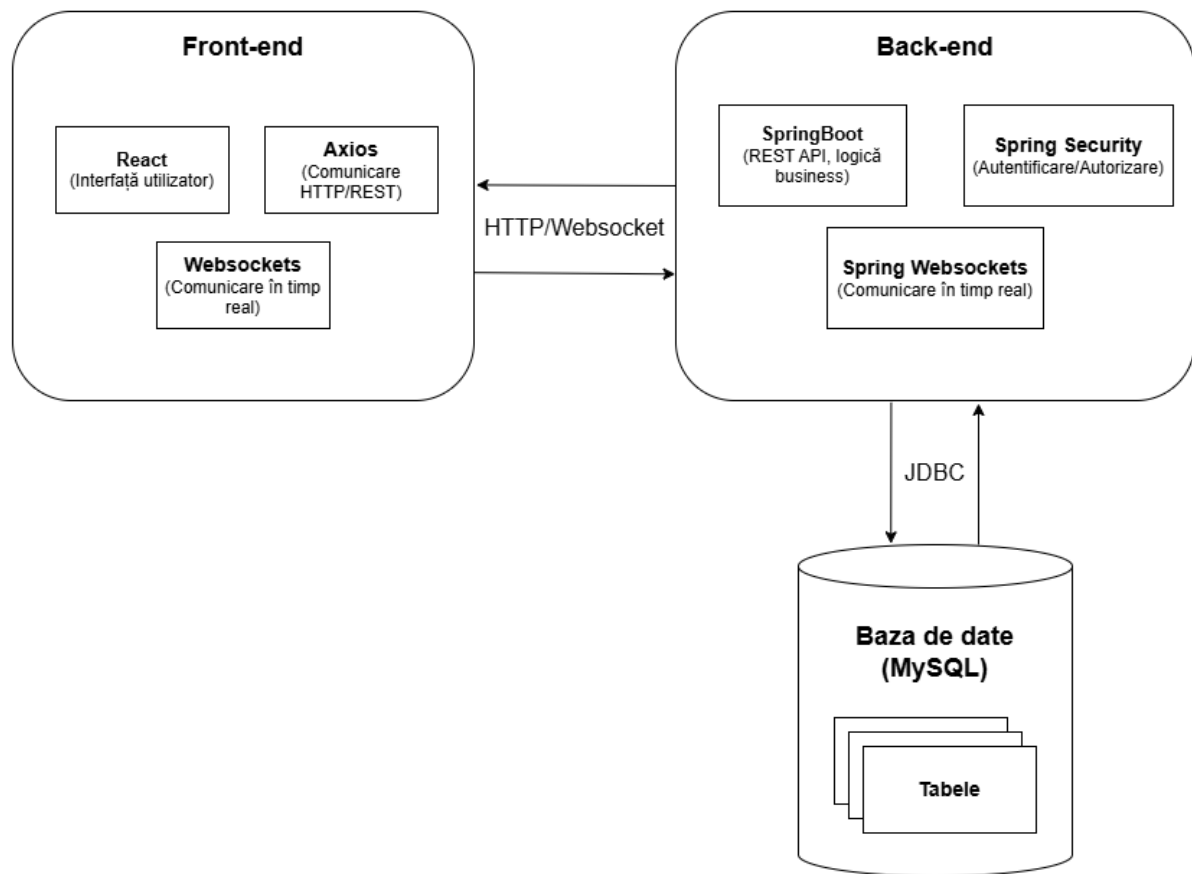 Front-end
React
(Interfață utilizator)
Axios
(Comunicare
HTTP/REST)
Websockets
(Comunicare în timp
real)
HTTP/Websocket
Back-end
SpringBoot
(REST API, logică
business)
Spring Security
(Autentificare/Autorizare)
Spring Websockets
(Comunicare în timp real)
JDBC
Baza de date
(MySQL)
Tabele